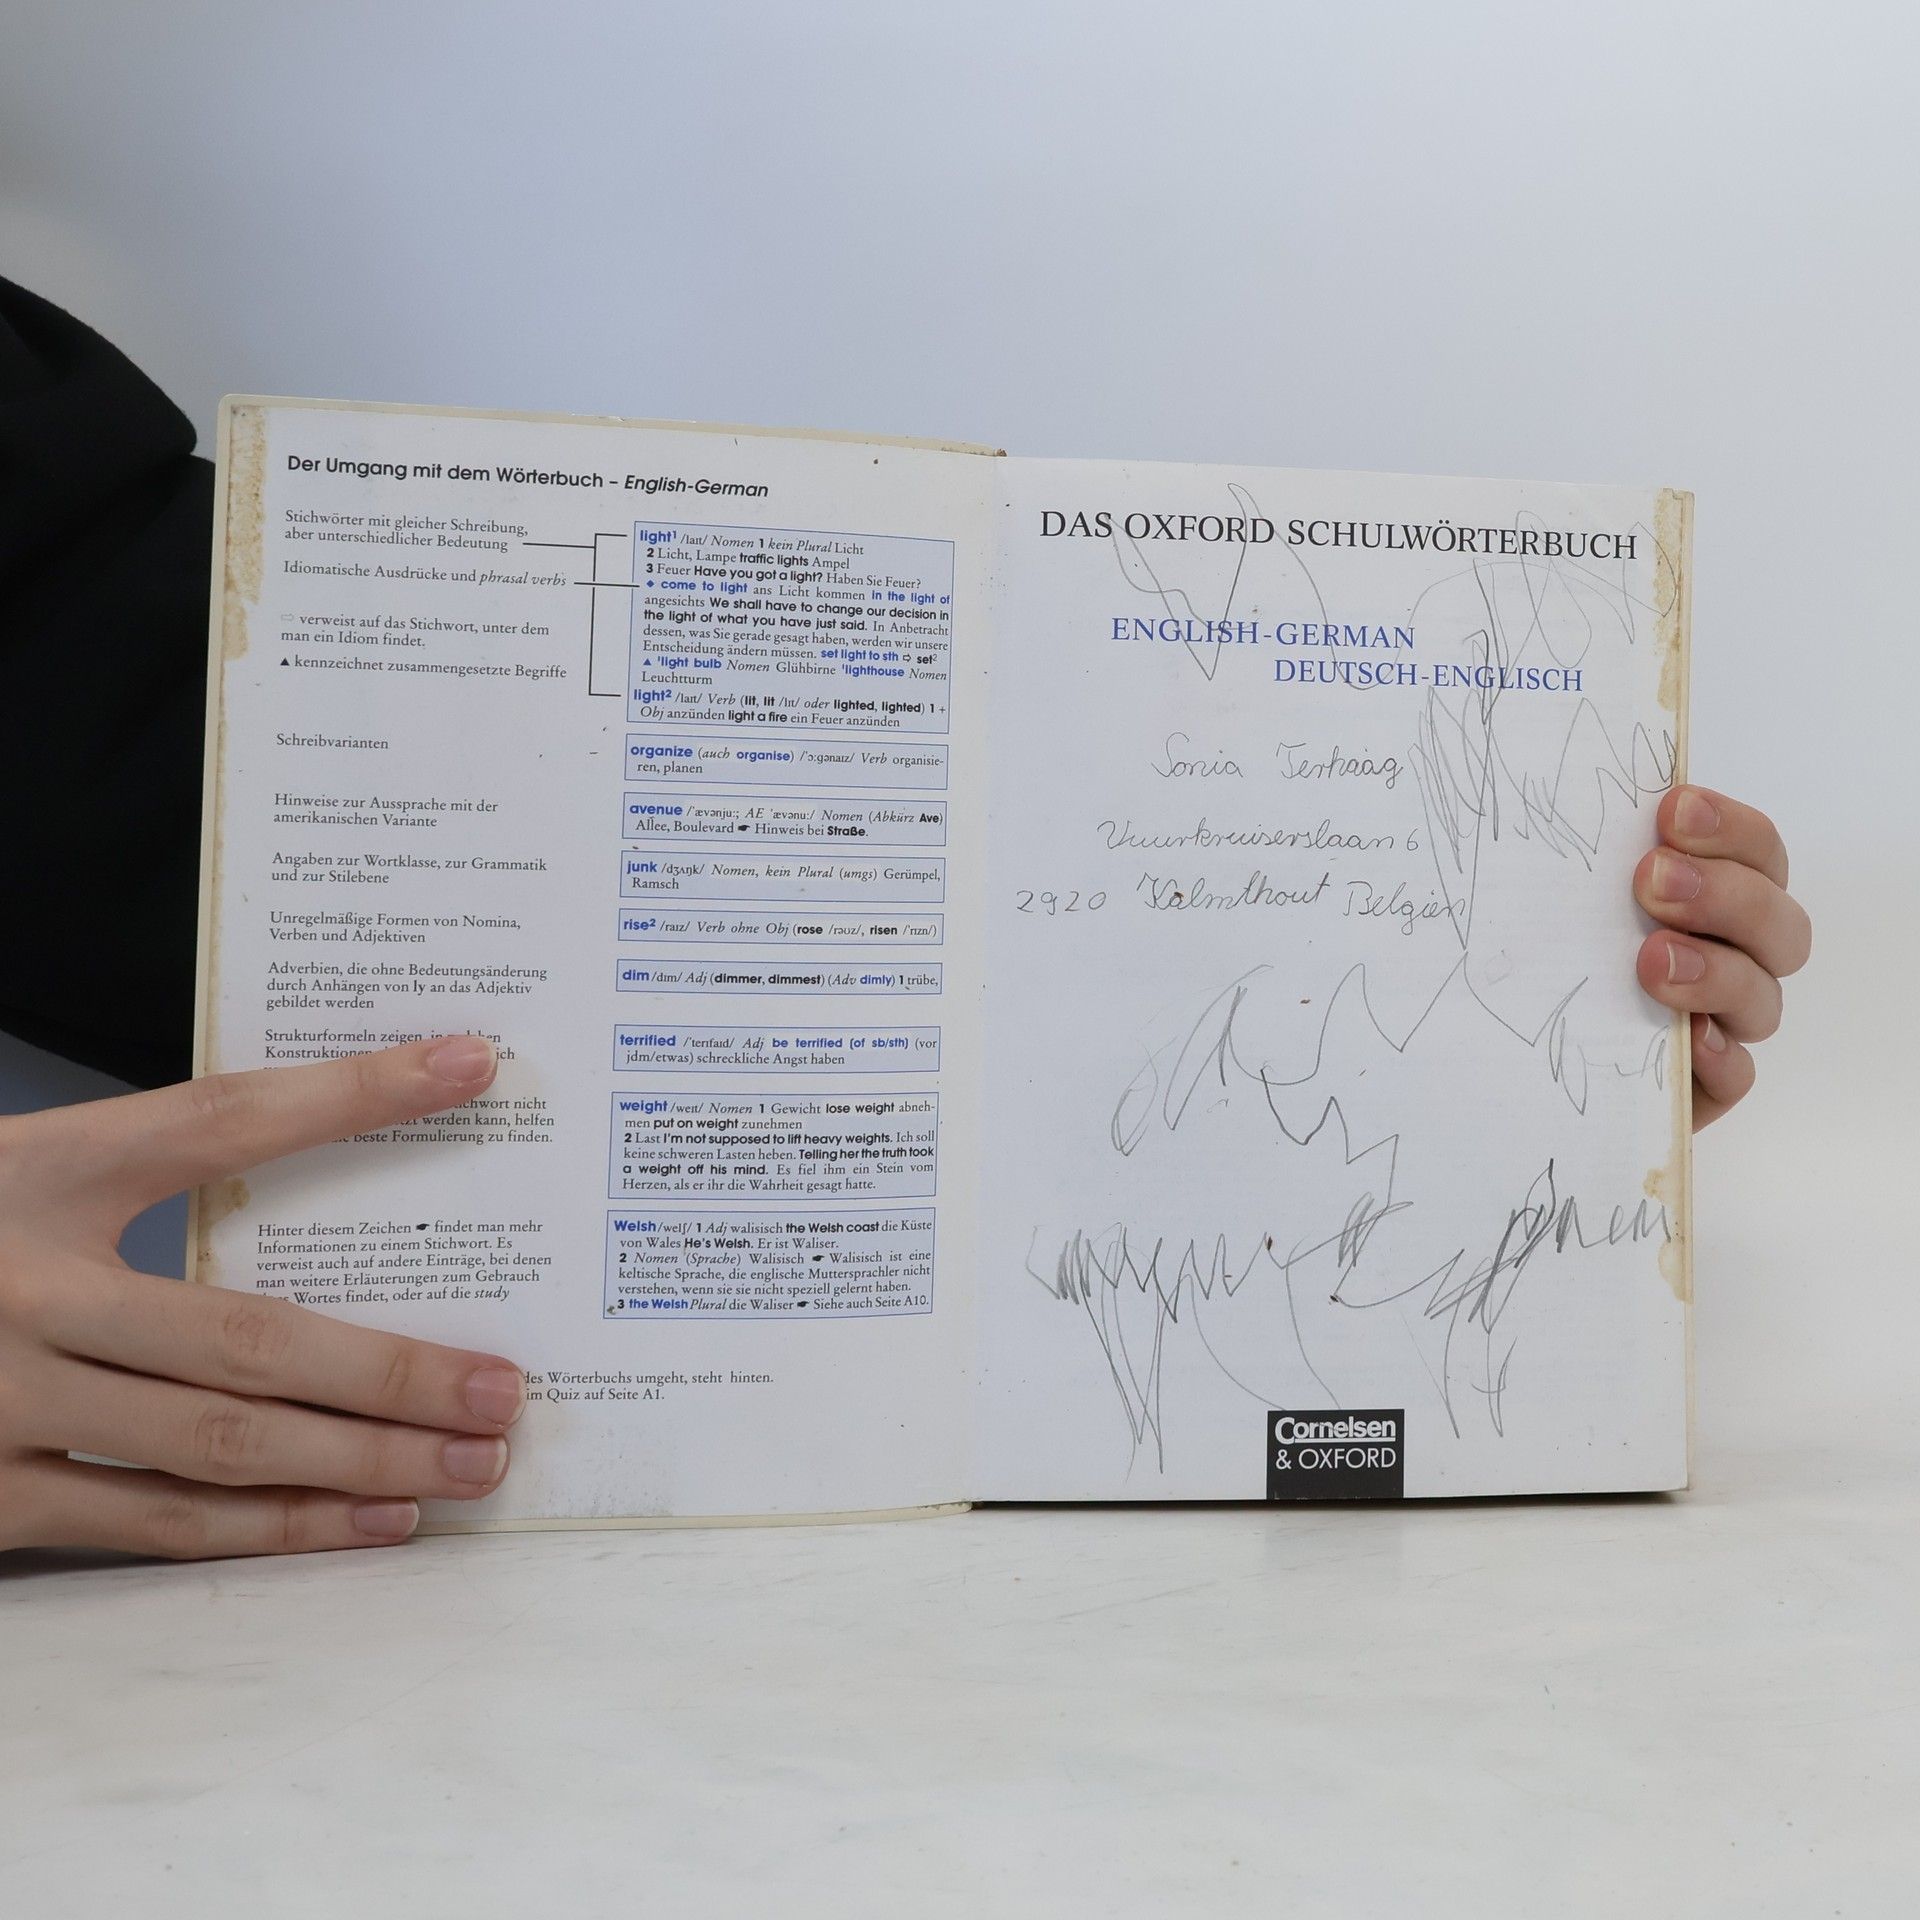 Der Umgang mit dem Wörterbuch – English-German
Stichwörter mit gleicher Schreibung,
aber unterschiedlicher Bedeutung
Idiomatische Ausdrücke und phrasal verbs
⇨ verweist auf das Stichwort, unter dem
man ein Idiom findet.
▲ kennzeichnet zusammengesetzte Begriffe
Schreibvarianten
Hinweise zur Aussprache mit der
amerikanischen Variante
Angaben zur Wortklasse, zur Grammatik
und zur Stilebene
Unregelmäßige Formen von Nomina,
Verben und Adjektiven
Adverbien, die ohne Bedeutungsänderung
durch Anhängen von ly an das Adjektiv
gebildet werden
Strukturformeln zeigen, in
Konstruktionen
nicht
werden kann, helfen
beste Formulierung zu finden.
Hinter diesem Zeichen ☛ findet man mehr
Informationen zu einem Stichwort. Es
verweist auch auf andere Einträge, bei denen
man weitere Erläuterungen zum Gebrauch
Wortes findet, oder auf die study
des Wörterbuchs umgeht, steht hinten.
im Quiz auf Seite A1.
light¹ /laɪt/ Nomen 1 kein Plural Licht
2 Licht, Lampe traffic lights Ampel
3 Feuer Have you got a light? Haben Sie Feuer?
◆ come to light ans Licht kommen in the light of
angesichts We shall have to change our decision in
the light of what you have just said. In Anbetracht
dessen, was Sie gerade gesagt haben, werden wir unsere
Entscheidung ändern müssen. set light to sth ⇨ set²
▲ 'light bulb Nomen Glühbirne 'lighthouse Nomen
Leuchtturm
light² /laɪt/ Verb (lit, lit /lɪt/ oder lighted, lighted) 1 +
Obj anzünden light a fire ein Feuer anzünden
organize (auch organise) /'ɔ:gənaɪz/ Verb organisie-
ren, planen
avenue /'ævənju:; AE 'ævənu:/ Nomen (Abkürz Ave)
Allee, Boulevard ☛ Hinweis bei Straße.
junk /dʒʌŋk/ Nomen, kein Plural (umgs) Gerümpel,
Ramsch
rise² /raɪz/ Verb ohne Obj (rose /rəʊz/, risen /'rɪzn/)
dim /dɪm/ Adj (dimmer, dimmest) (Adv dimly) 1 trübe,
terrified /'terɪfaɪd/ Adj be terrified (of sb/sth) (vor
jdm/etwas) schreckliche Angst haben
weight /weɪt/ Nomen 1 Gewicht lose weight abneh-
men put on weight zunehmen
2 Last I'm not supposed to lift heavy weights. Ich soll
keine schweren Lasten heben. Telling her the truth took
a weight off his mind. Es fiel ihm ein Stein vom
Herzen, als er ihr die Wahrheit gesagt hatte.
Welsh /welʃ/ 1 Adj walisisch the Welsh coast die Küste
von Wales He's Welsh. Er ist Waliser.
2 Nomen (Sprache) Walisisch ☛ Walisisch ist eine
keltische Sprache, die englische Muttersprachler nicht
verstehen, wenn sie sie nicht speziell gelernt haben.
3 the Welsh Plural die Waliser ☛ Siehe auch Seite A10.
DAS OXFORD SCHULWÖRTERBUCH
ENGLISH-GERMAN
DEUTSCH-ENGLISCH
Sonia Terhaag
6
2920 Kalmthout Belgien
Cornelsen
& OXFORD